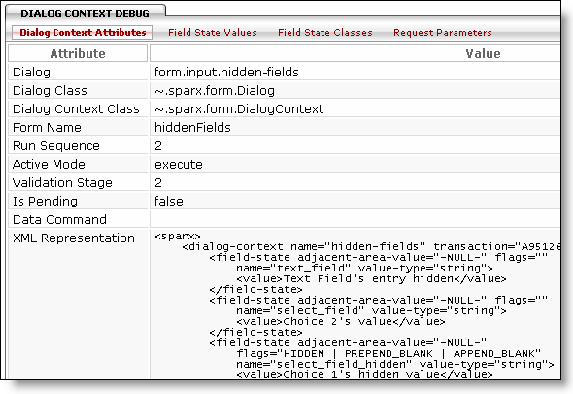 DIALOG CONTEXT DEBUG
Dialog Context Attributes Field State Values Field State Classes Request Parameters
Attribute Value
Dialog form.input.hidden-fields
Dialog Class ~.sparx.form.Dialog
Dialog Context Class ~.sparx.form.DialogContext
Form Name hiddenFields
Run Sequence 2
Active Mode execute
Validation Stage 2
Is Pending false
Data Command
XML Representation <sparx>
<dialog-context name="hidden-fields" transaction="A95126
<field-state adjacent-area-value="-NULL-" flags=""
name="text_field" value-type="string">
<value>Text Field's entry hidden</value>
</field-state>
<field-state adjacent-area-value="-NULL-" flags=""
name="select_field" value-type="string">
<value>Choice 2's value</value>
</field-state>
<field-state adjacent-area-value="-NULL-"
flags="HIDDEN | PREPEND_BLANK | APPEND_BLANK"
name="select_field_hidden" value-type="string">
<value>Choice 1's hidden value</value>